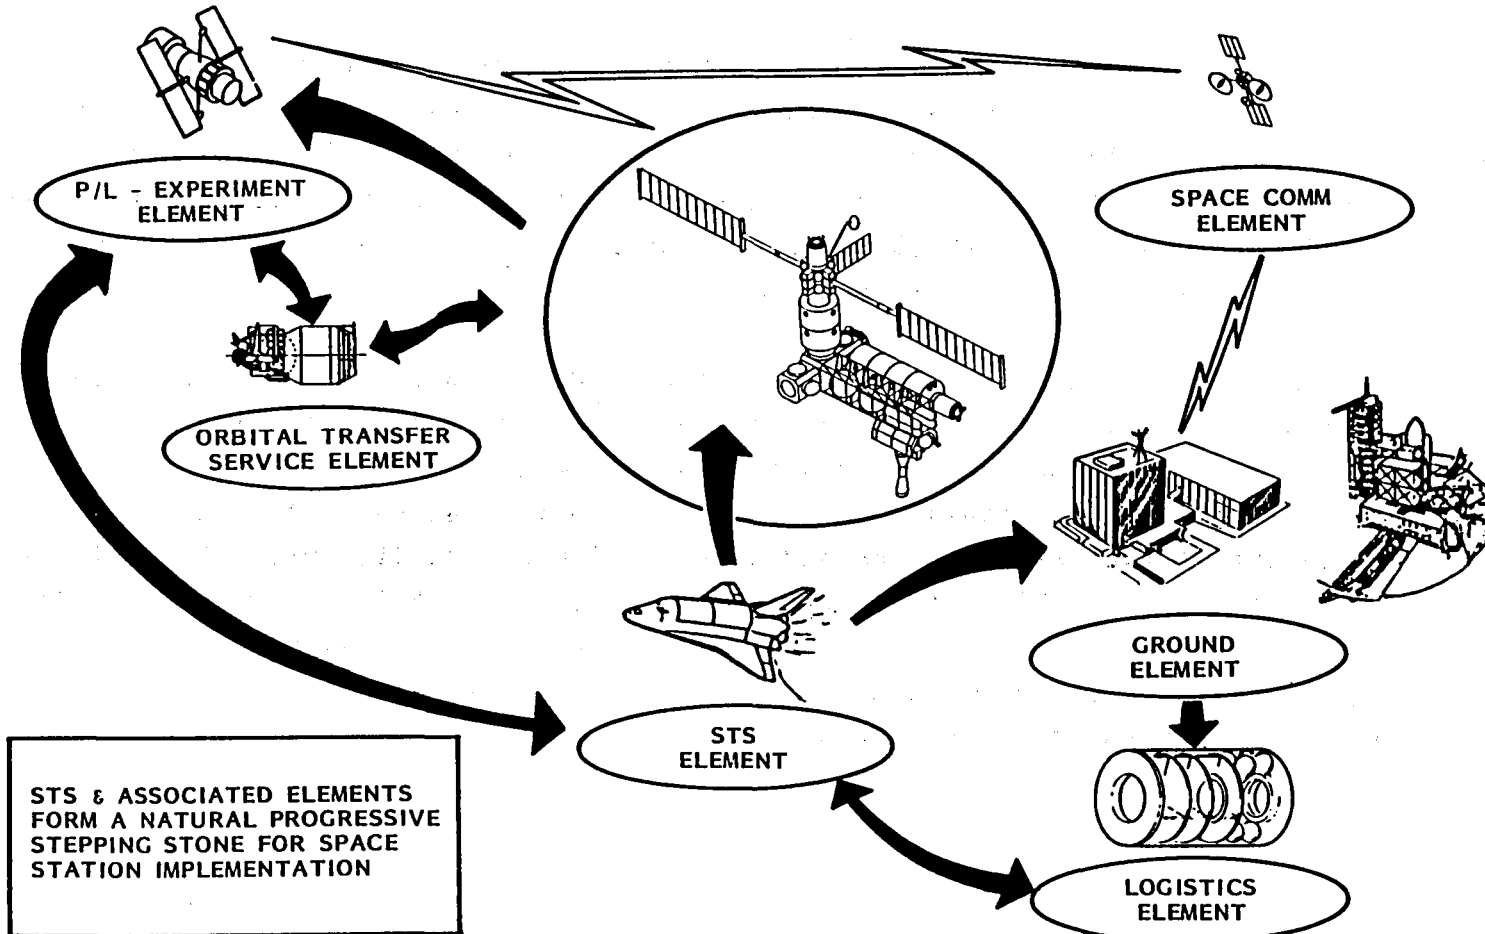 P/L - EXPERIMENT
ELEMENT
SPACE COMM
ELEMENT
ORBITAL TRANSFER
SERVICE ELEMENT
GROUND
ELEMENT
STS
ELEMENT
STS & ASSOCIATED ELEMENTS
FORM A NATURAL PROGRESSIVE
STEPPING STONE FOR SPACE
STATION IMPLEMENTATION
LOGISTICS
ELEMENT